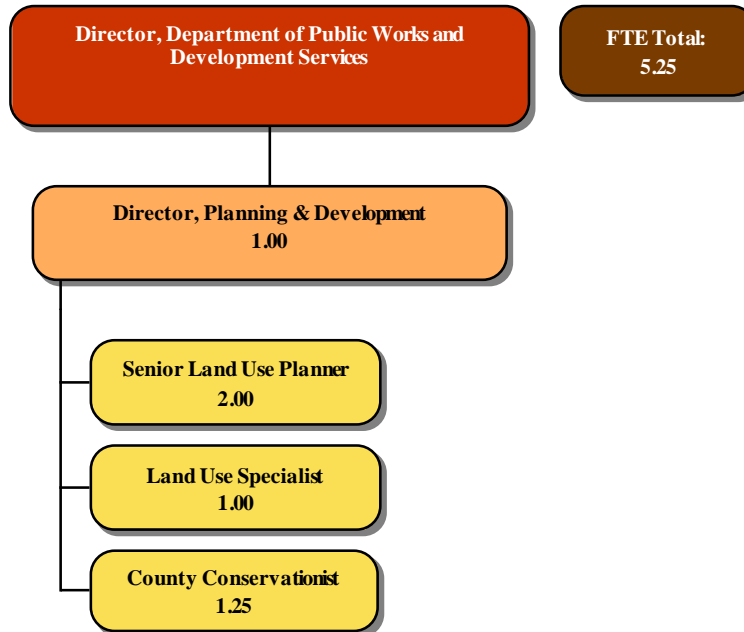 Director, Department of Public Works and
Development Services
FTE Total:
5.25
Director, Planning & Development
1.00
Senior Land Use Planner
2.00
Land Use Specialist
1.00
County Conservationist
1.25